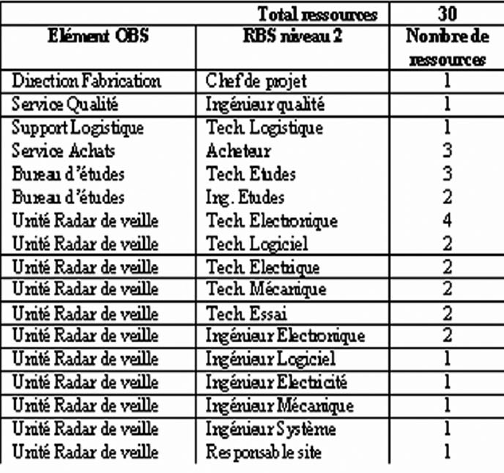 Total ressources 30
Elément OBS RBS niveau 2 Nombre de ressources
Direction Fabrication Chef de projet 1
Service Qualité Ingénieur qualité 1
Support Logistique Tech. Logistique 1
Service Achats Acheteur 3
Bureau d'études Tech. Etudes 3
Bureau d'études Ing. Etudes 2
Unité Radar de veille Tech. Electronique 4
Unité Radar de veille Tech. Logiciel 2
Unité Radar de veille Tech. Electrique 2
Unité Radar de veille Tech. Mécanique 2
Unité Radar de veille Tech. Essai 2
Unité Radar de veille Ingénieur Electronique 2
Unité Radar de veille Ingénieur Logiciel 1
Unité Radar de veille Ingénieur Electricité 1
Unité Radar de veille Ingénieur Mécanique 1
Unité Radar de veille Ingénieur Système 1
Unité Radar de veille Responsable site 1